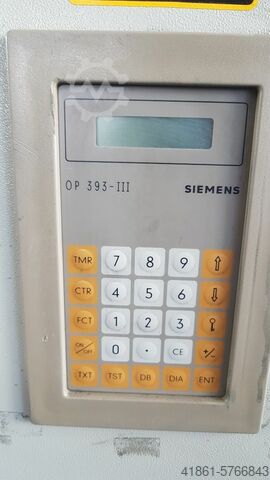 OP 393-III SIEMENS
TMR 7 8 9 ↑
CTR 4 5 6 ↓
FCT 1 2 3
ON/OFF 0 . CE +/-
TXT TST DB DIA ENT
41861-5766843